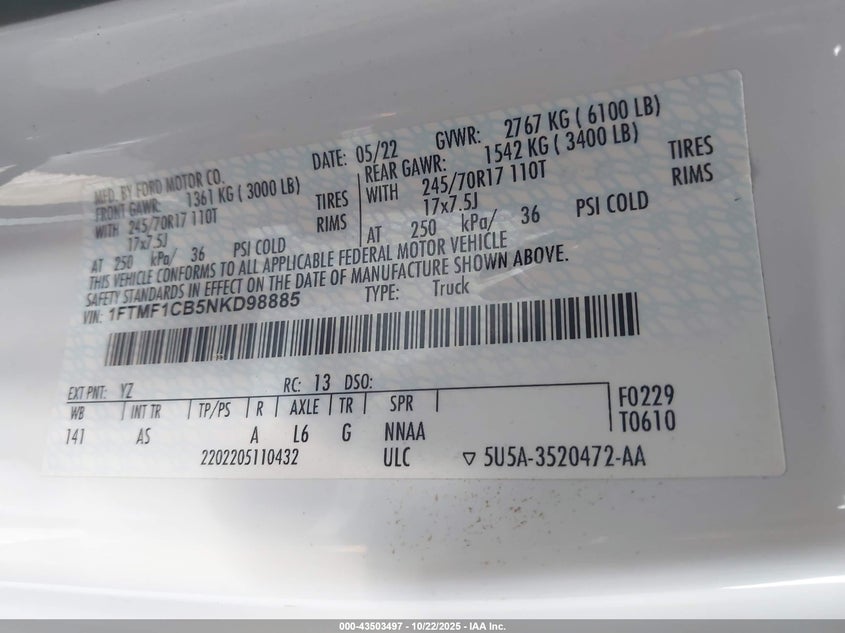 MFD. BY FORD MOTOR CO.
DATE: 05/22 GVWR: 2767 KG ( 6100 LB)
FRONT GAWR: 1361 KG ( 3000 LB)
REAR GAWR: 1542 KG ( 3400 LB)
WITH 245/70R17 110T TIRES
WITH 245/70R17 110T TIRES
17x7.5J RIMS
17x7.5J RIMS
AT 250 kPa/ 36 PSI COLD
AT 250 kPa/ 36 PSI COLD
THIS VEHICLE CONFORMS TO ALL APPLICABLE FEDERAL MOTOR VEHICLE
SAFETY STANDARDS IN EFFECT ON THE DATE OF MANUFACTURE SHOWN ABOVE.
VIN: 1FTMF1CB5NKD98885 TYPE: Truck
EXT PNT: YZ RC: 13 DSO:
WB INT TR TP/PS R AXLE TR SPR F0229
141 AS A L6 G NNAA T0610
2202205110432 ULC ▽ 5U5A-3520472-AA
000-43503497 - 10/22/2025 - IAA Inc.